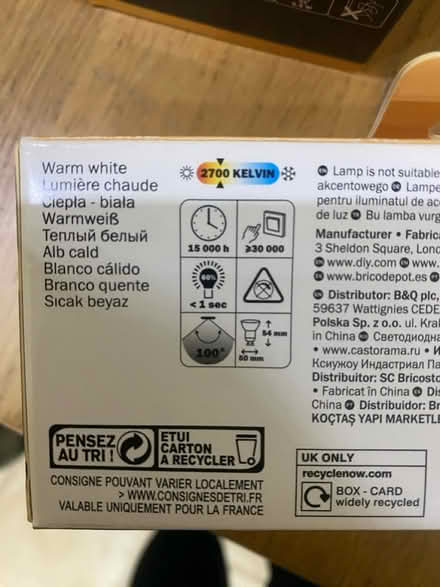 Warm white
Lumière chaude
Ciepła - biała
Warmweiß
Теплый белый
Alb cald
Blanco cálido
Branco quente
Sıcak beyaz
2700 KELVIN
15 000 h
≥30 000
60%
< 1 sec
100°
54 mm
50 mm
EN Lamp is not suitable
akcentowego
pentru iluminatul de ac
de luz
Bu lamba vurg
Manufacturer • Fabrica
3 Sheldon Square, Lond
www.diy.com
www.bricodepot.es
Distributor: B&Q plc,
59637 Wattignies CEDE
Polska Sp. z o.o. ul. Kral
in China
Светодиодна
• www.castorama.ru • И
Ксиужоу Индастриал Па
Distribuitor: SC Bricosto
• Fabricat în China
China
Distribuidor: Br
KOÇTAŞ YAPI MARKETLE
PENSEZ
AU TRI !
ETUI
CARTON
A RECYCLER
CONSIGNE POUVANT VARIER LOCALEMENT
> WWW.CONSIGNESDETRI.FR
VALABLE UNIQUEMENT POUR LA FRANCE
UK ONLY
recyclenow.com
BOX - CARD
widely recycled